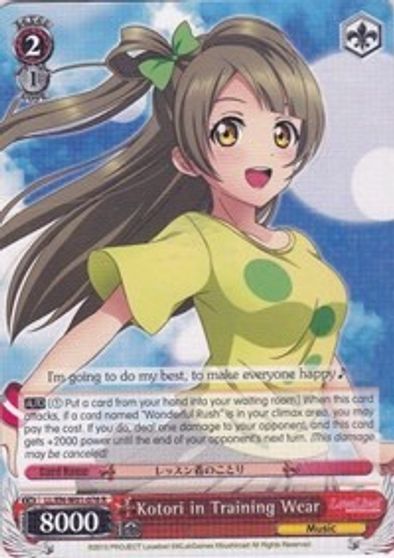 2
1
I'm going to do my best, to make everyone happy♪
AUTO [① Put a card from your hand into your waiting room] When this card
attacks, if a card named "Wonderful Rush" is in your climax area, you may
pay the cost. If you do, deal one damage to your opponent, and this card
gets +2000 power until the end of your opponent's next turn. (This damage
may be cancelled)
レッスン着のことり
Kotori in Training Wear
8000
Music